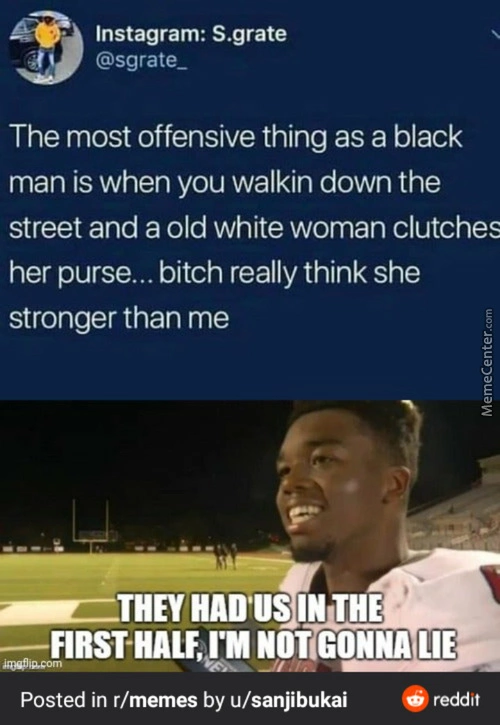 Instagram: S.grate
@sgrate_
The most offensive thing as a black
man is when you walkin down the
street and a old white woman clutches
her purse... bitch really think she
stronger than me
MemeCenter.com
THEY HAD US IN THE
FIRST HALF, I'M NOT GONNA LIE
imgflip.com
Posted in r/memes by u/sanjibukai
reddit